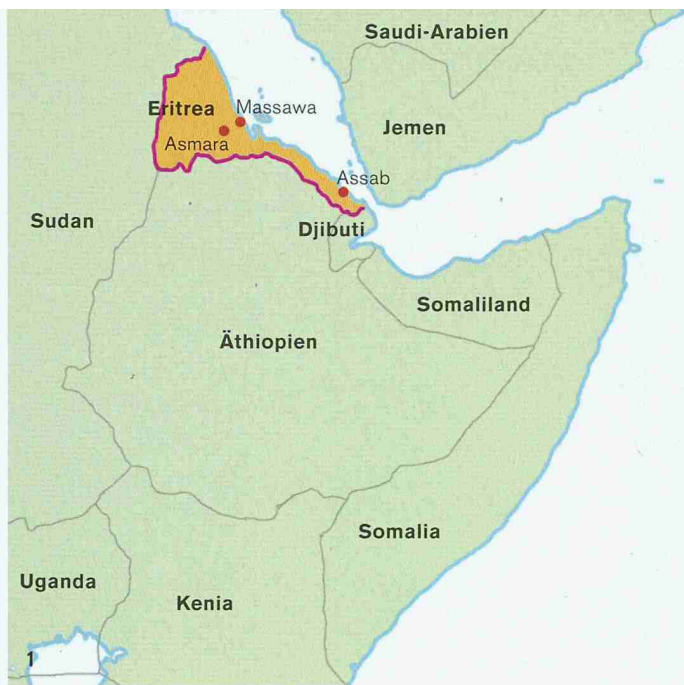 Saudi-Arabien
Eritrea
Massawa
Jemen
Asmara
Assab
Sudan
Djibuti
Somaliland
Äthiopien
Somalia
Uganda
Kenia
1